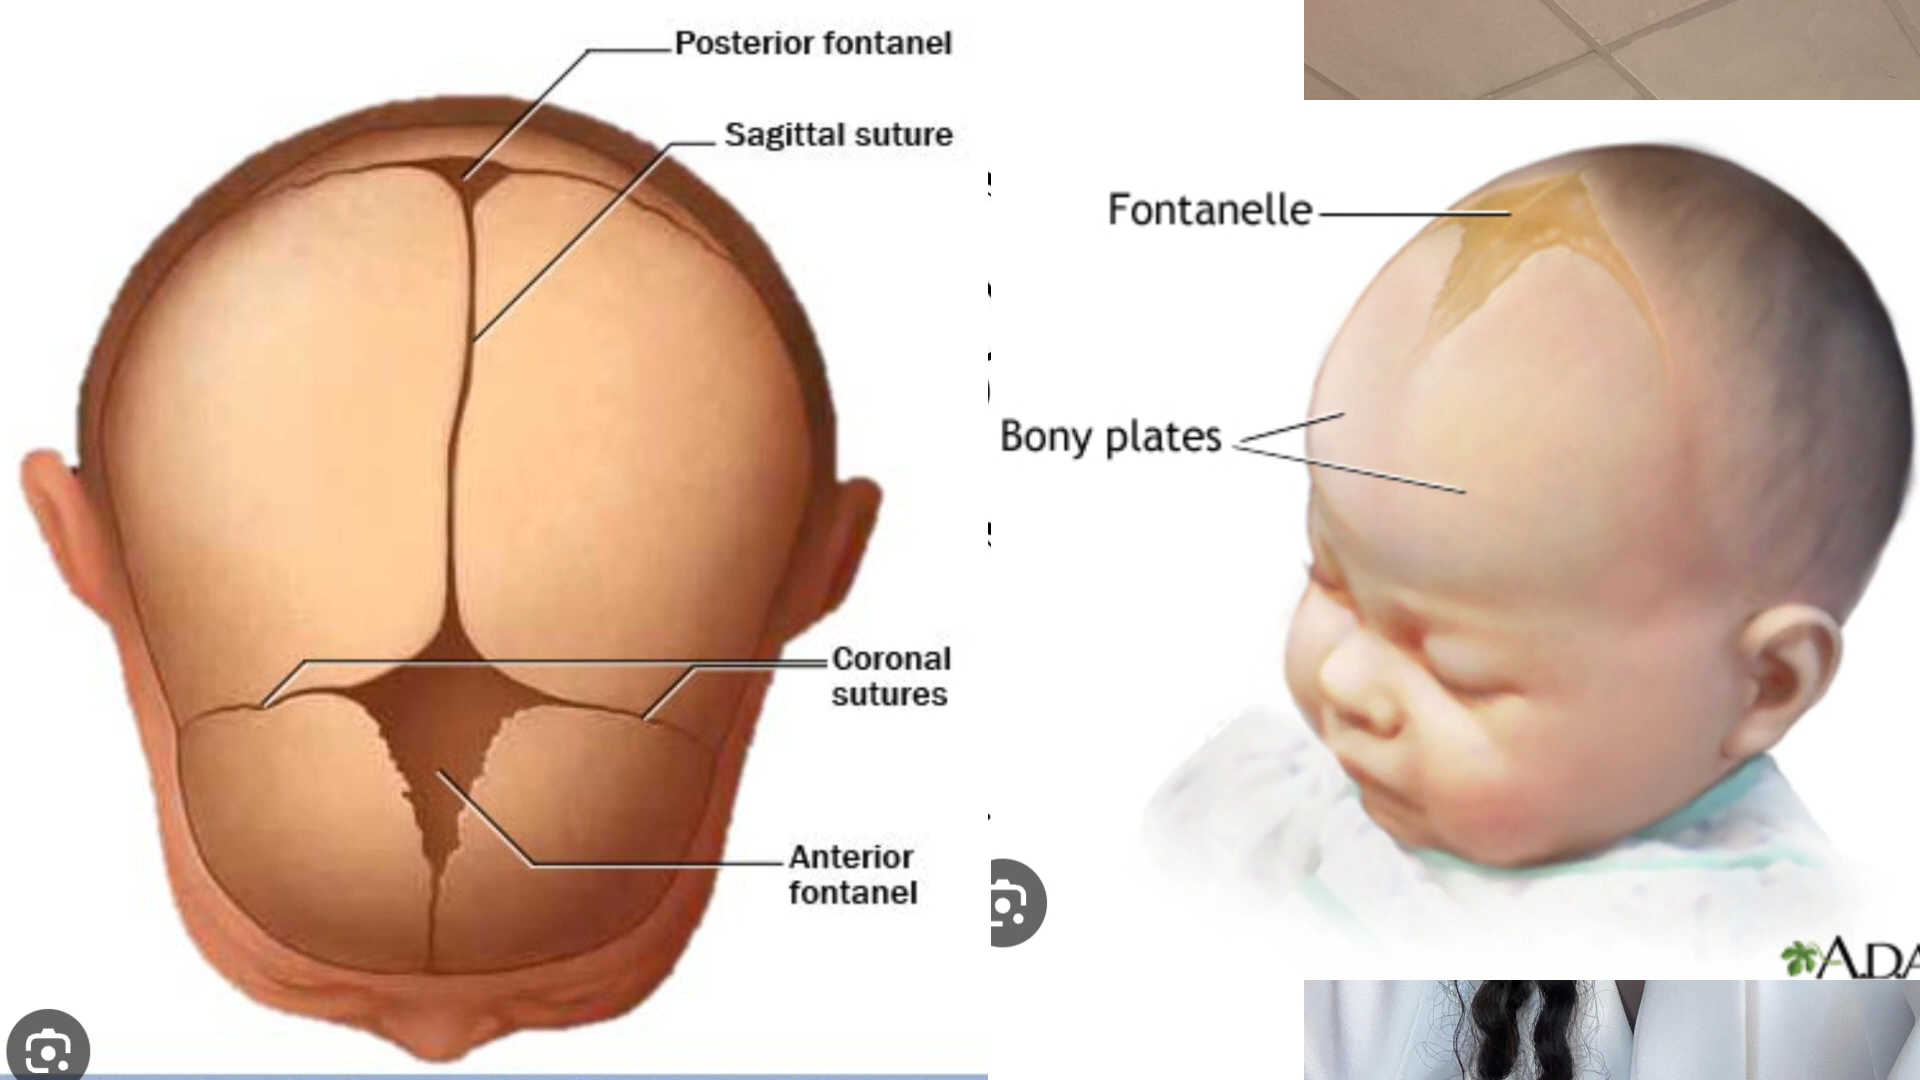 Posterior fontanel
Sagittal suture
Coronal
sutures
Anterior
fontanel
Fontanelle
Bony plates